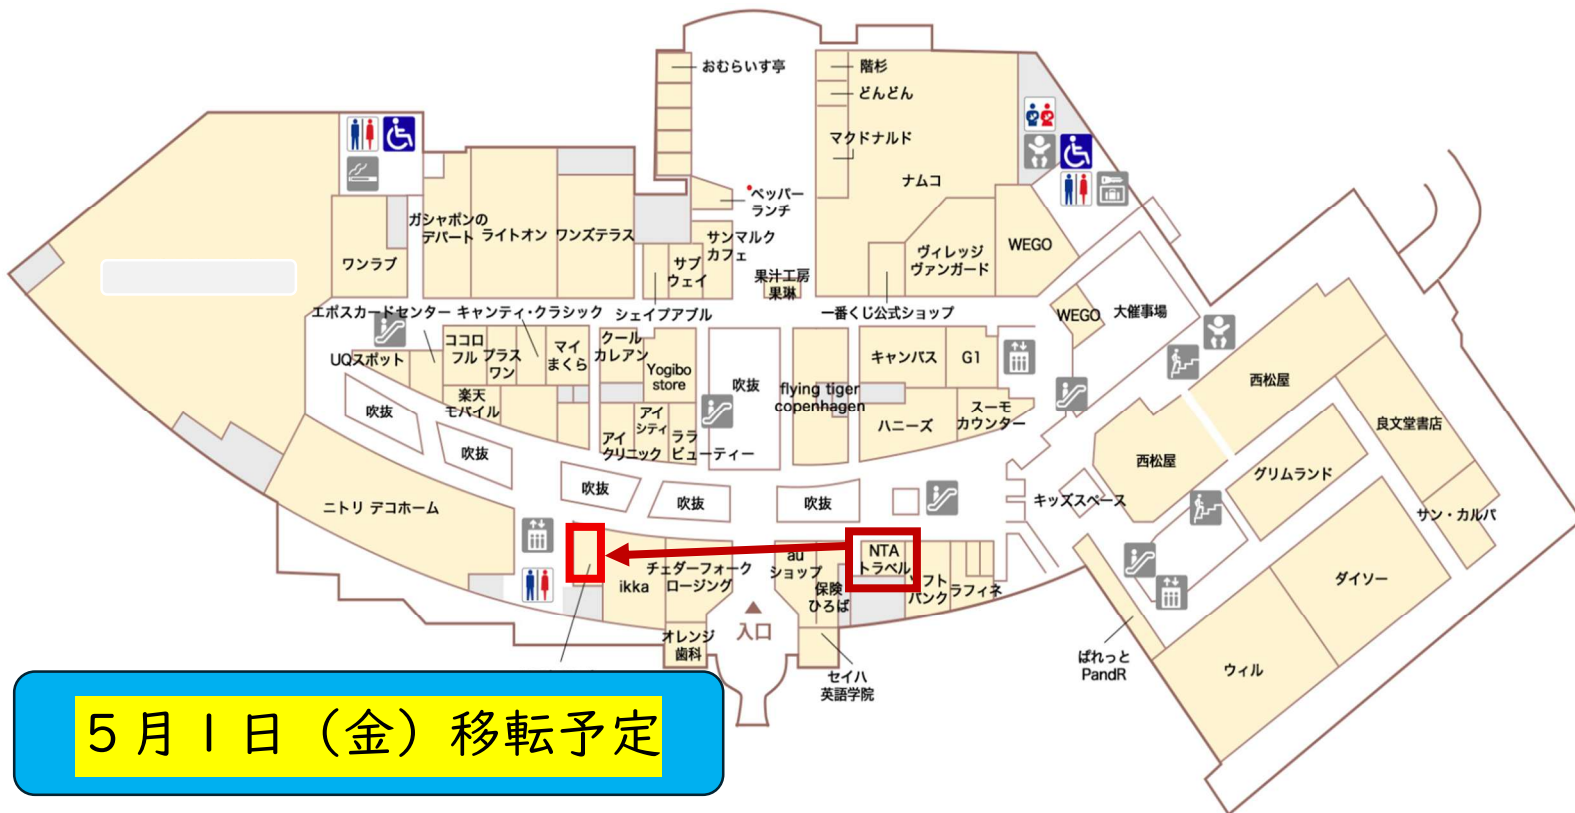 おむらいす亭
階杉
どんどん
マクドナルド
ナムコ
ペッパー
ランチ
ガシャポンの
デパート
ライトオン
ワンズテラス
サンマルク
カフェ
サブ
ウェイ
ワンラブ
果汁工房
果琳
ヴィレッジ
ヴァンガード
WEGO
エポスカードセンター
キャンティ・クラシック
シェイプアブル
一番くじ公式ショップ
WEGO
大催事場
UQスポット
ココロ
フル
プラス
ワン
マイ
まくら
クール
カレアン
Yogibo
store
吹抜
flying tiger
copenhagen
キャンパス
G1
西松屋
楽天
モバイル
吹抜
吹抜
アイ
シティ
アイ
クリニック
ララ
ビューティー
ハニーズ
スーモ
カウンター
良文堂書店
西松屋
グリムランド
吹抜
吹抜
吹抜
キッズスペース
サン・カルパ
ニトリ デコホーム
ikka
チェダーフォーク
ロージング
au
ショップ
保険
ひろば
NTA
トラベル
ソフト
バンク
ラフィネ
ダイソー
入口
オレンジ
歯科
セイハ
英語学院
ぱれっと
PandR
ウィル
５月１日（金）移転予定